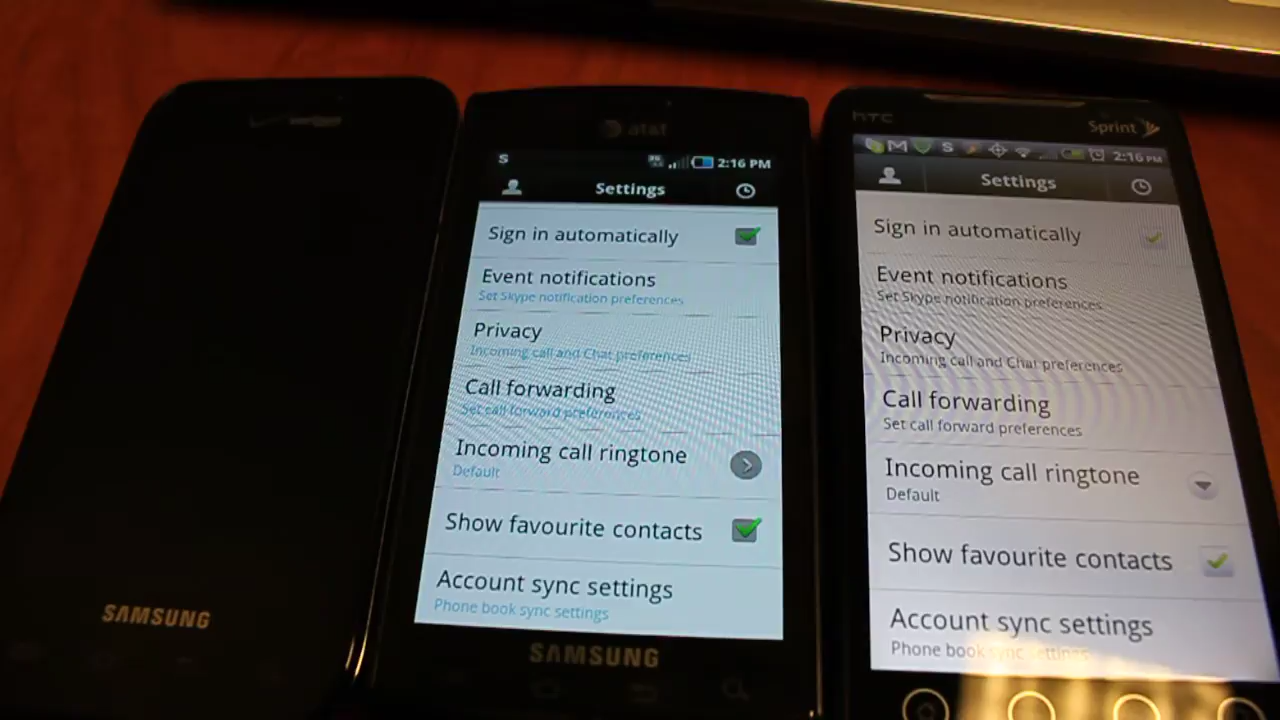 verizon
SAMSUNG
at&t
S
2:16 PM
Settings
Sign in automatically
Event notifications
Set Skype notification preferences
Privacy
Incoming call and Chat preferences
Call forwarding
Set call forward preferences
Incoming call ringtone
Default
Show favourite contacts
Account sync settings
Phone book sync settings
SAMSUNG
hTC
Sprint
S
2:16 PM
Settings
Sign in automatically
Event notifications
Set Skype notification preferences
Privacy
Incoming call and Chat preferences
Call forwarding
Set call forward preferences
Incoming call ringtone
Default
Show favourite contacts
Account sync settings
Phone book sync settings